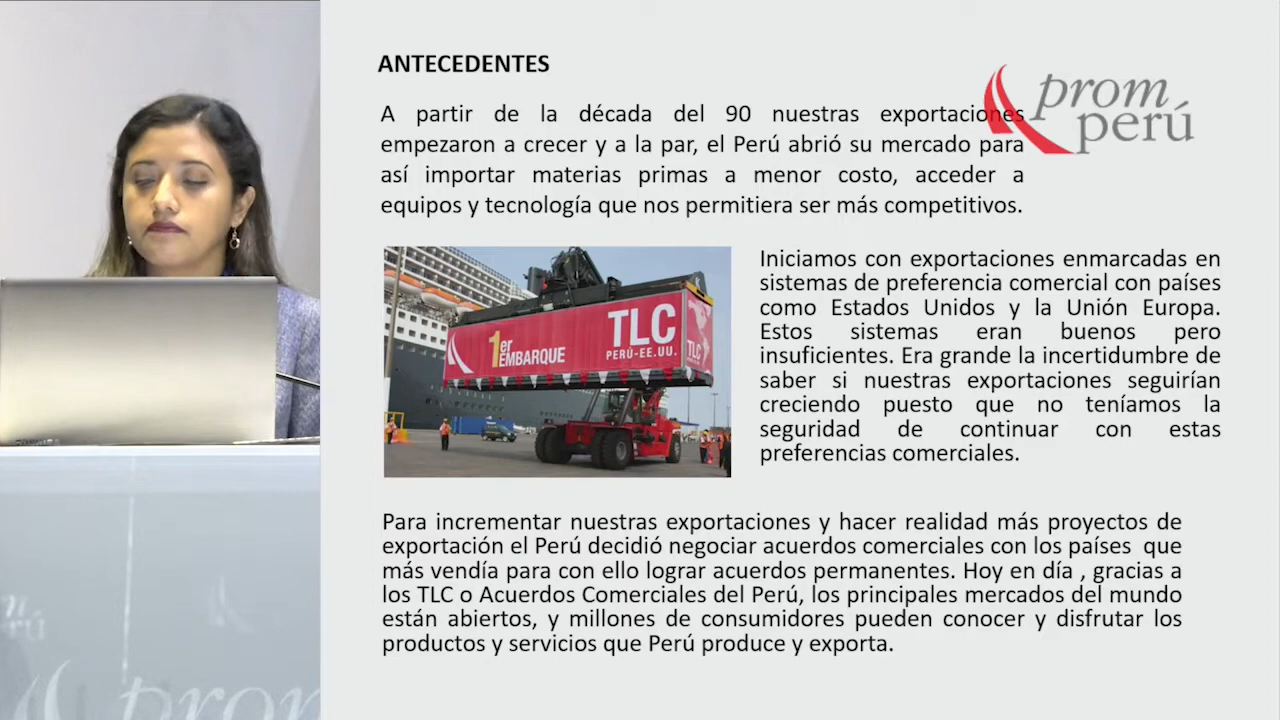 ANTECEDENTES
prom
perú
A partir de la década del 90 nuestras exportaciones
empezaron a crecer y a la par, el Perú abrió su mercado para
así importar materias primas a menor costo, acceder a
equipos y tecnología que nos permitiera ser más competitivos.
1er
EMBARQUE
TLC
PERÚ-EE.UU.
TLC
Iniciamos con exportaciones enmarcadas en
sistemas de preferencia comercial con países
como Estados Unidos y la Unión Europa.
Estos sistemas eran buenos pero
insuficientes. Era grande la incertidumbre de
saber si nuestras exportaciones seguirían
creciendo puesto que no teníamos la
seguridad de continuar con estas
preferencias comerciales.
Para incrementar nuestras exportaciones y hacer realidad más proyectos de
exportación el Perú decidió negociar acuerdos comerciales con los países que
más vendía para con ello lograr acuerdos permanentes. Hoy en día , gracias a
los TLC o Acuerdos Comerciales del Perú, los principales mercados del mundo
están abiertos, y millones de consumidores pueden conocer y disfrutar los
productos y servicios que Perú produce y exporta.
prom